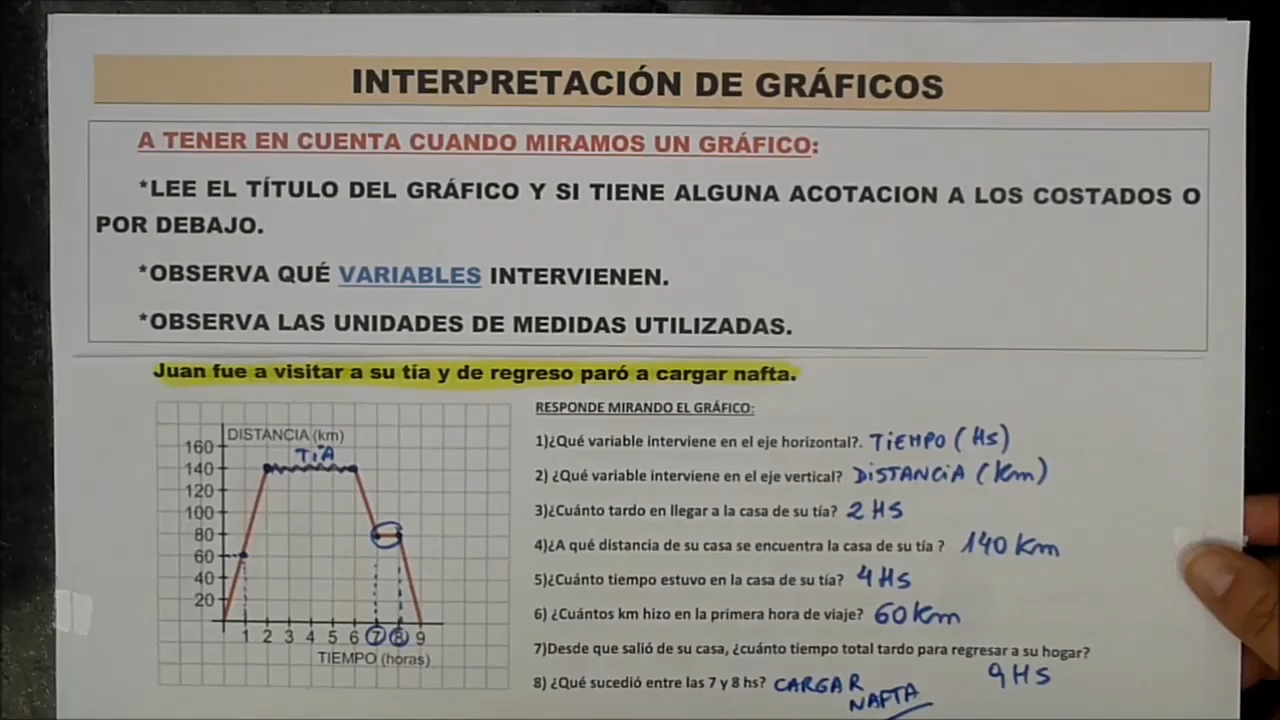 INTERPRETACIÓN DE GRÁFICOS
A TENER EN CUENTA CUANDO MIRAMOS UN GRÁFICO:
*LEE EL TÍTULO DEL GRÁFICO Y SI TIENE ALGUNA ACOTACION A LOS COSTADOS O
POR DEBAJO.
*OBSERVA QUÉ VARIABLES INTERVIENEN.
*OBSERVA LAS UNIDADES DE MEDIDAS UTILIZADAS.
Juan fue a visitar a su tía y de regreso paró a cargar nafta.
DISTANCIA (km)
TíA
160
140
120
100
80
60
40
20
1 2 3 4 5 6 7 8 9
TIEMPO (horas)
RESPONDE MIRANDO EL GRÁFICO:
1)¿Qué variable interviene en el eje horizontal?. TiEMPO (Hs)
2) ¿Qué variable interviene en el eje vertical? DiSTANCiA (Km)
3)¿Cuánto tardo en llegar a la casa de su tía? 2 HS
4)¿A qué distancia de su casa se encuentra la casa de su tía ? 140 Km
5)¿Cuánto tiempo estuvo en la casa de su tía? 4 HS
6) ¿Cuántos km hizo en la primera hora de viaje? 60 Km
7)Desde que salió de su casa, ¿cuánto tiempo total tardo para regresar a su hogar?
9 HS
8) ¿Qué sucedió entre las 7 y 8 hs? CARGAR
NAFTA